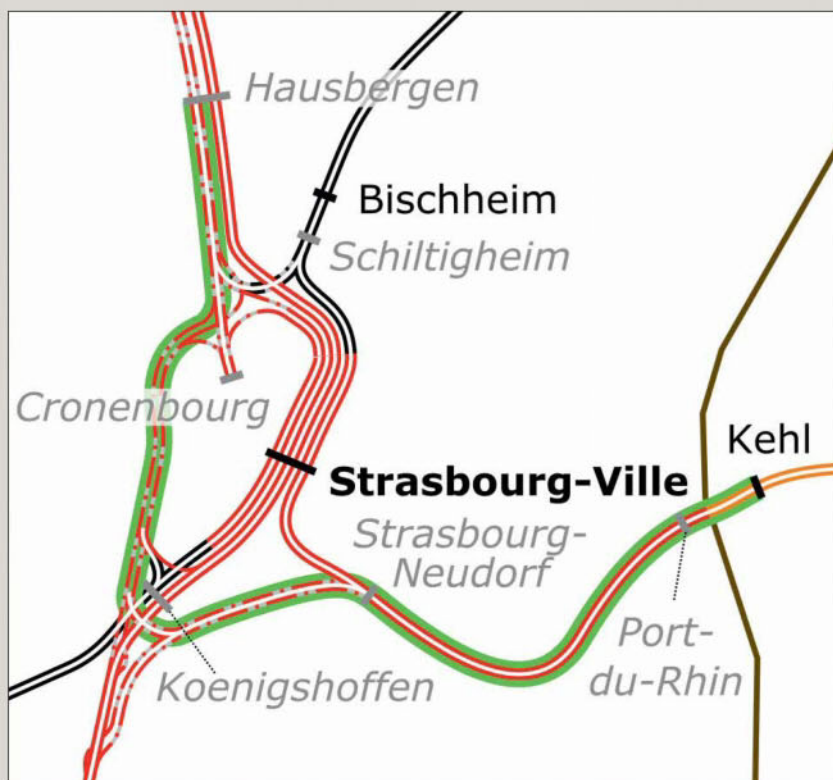 Hausbergen
Bischheim
Schiltigheim
Cronenbourg
Kehl
Strasbourg-Ville
Strasbourg-
Neudorf
Port-
du-Rhin
Koenigshoffen